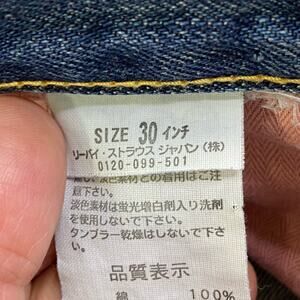 SIZE 30 インチ
リーバイ・ストラウス ジャパン(株)
0120-099-501
淡色素材との着用はご注
意下さい。
淡色素材は蛍光増白剤入り洗剤
を使用しないで下さい。
タンブラー乾燥はしないで下さい。
品質表示
綿 100%